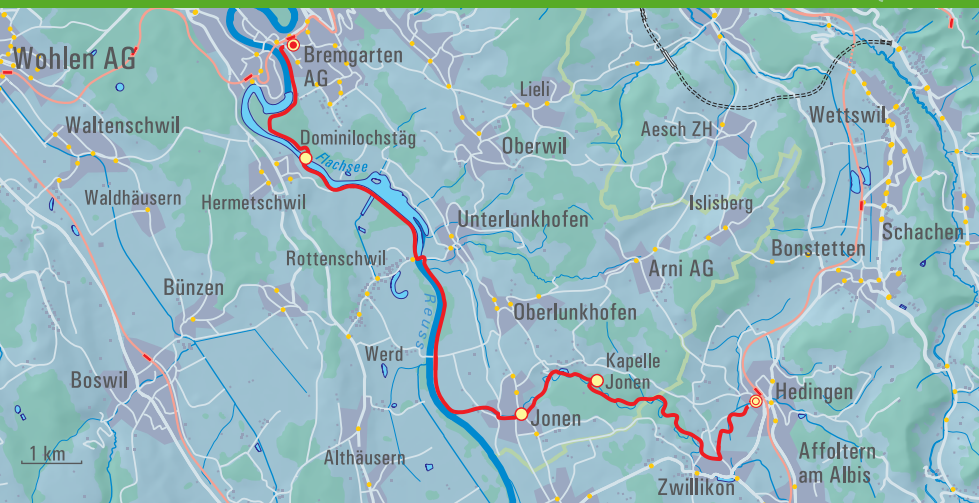 Wohlen AG
Bremgarten
AG
Lieli
Wettswil
Waltenschwil
Dominilochstäg
Oberwil
Aesch ZH
Flachsee
Waldhäusern
Hermetschwil
Unterlunkhofen
Islisberg
Schachen
Rottenschwil
Bonstetten
Arni AG
Bünzen
Reuss
Oberlunkhofen
Werd
Kapelle
Jonen
Boswil
Hedingen
Jonen
1 km
Althäusern
Affoltern
am Albis
Zwillikon